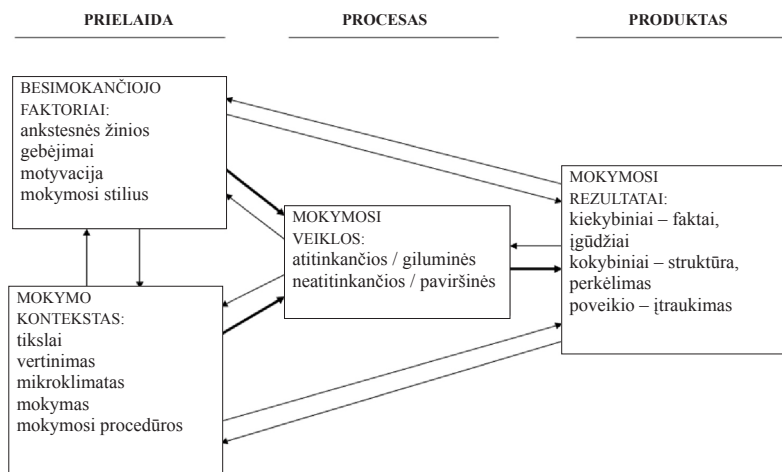 PRIELAIDA
PROCESAS
PRODUKTAS
BESIMOKANČIOJO
FAKTORIAI:
ankstesnės žinios
gebėjimai
motyvacija
mokymosi stilius
MOKYMO
KONTEKSTAS:
tikslai
vertinimas
mikroklimatas
mokymas
mokymosi procedūros
MOKYMOSI
VEIKLOS:
atitinkančios / giluminės
neatitinkančios / paviršinės
MOKYMOSI
REZULTATAI:
kiekybiniai – faktai,
įgūdžiai
kokybiniai – struktūra,
perkėlimas
poveikio – įtraukimas